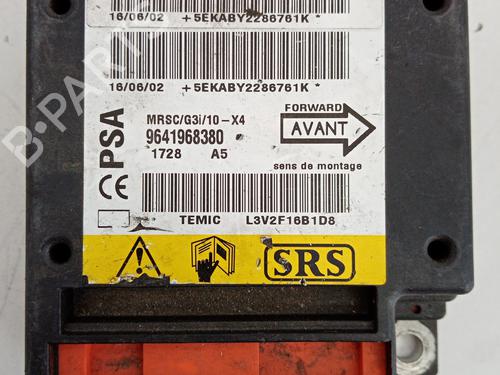 16/06/02 +5EKABY2286761K*
16/06/02 +5EKABY2286761K*
PSA
MRSC/G3i/10-X4
9641968380
1728 A5
FORWARD
AVANT
sens de montage
CE
TEMIC L3V2F16B1D8
SRS